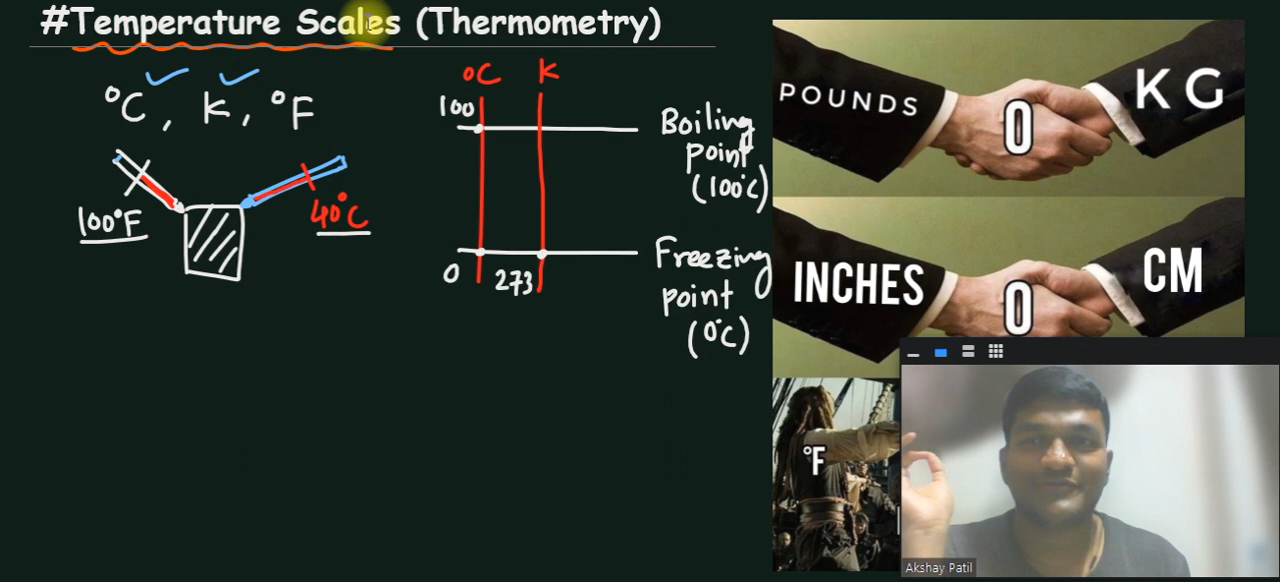 #Temperature Scales (Thermometry)
°C, K, °F
100°F
40°C
°C K
100
0 273
Boiling
point
(100°C)
Freezing
point
(0°C)
POUNDS 0 KG
INCHES 0 CM
°F
Akshay Patil